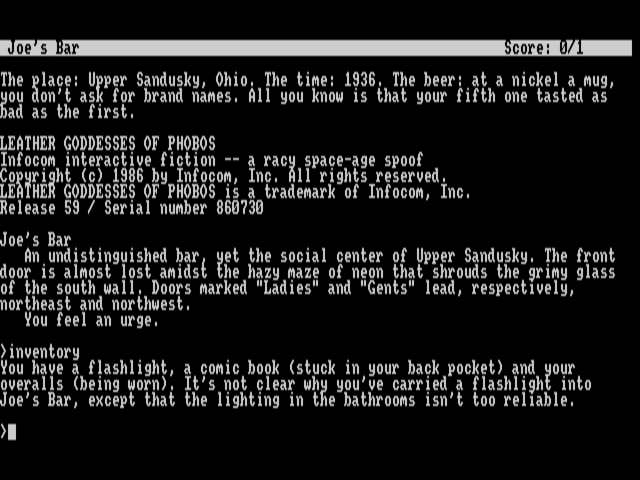 Joe's Bar Score: 0/1
The place: Upper Sandusky, Ohio. The time: 1936. The beer: at a nickel a mug,
you don't ask for brand names. All you know is that your fifth one tasted as
bad as the first.
LEATHER GODDESSES OF PHOBOS
Infocom interactive fiction -- a racy space-age spoof
Copyright (c) 1986 by Infocom, Inc. All rights reserved.
LEATHER GODDESSES OF PHOBOS is a trademark of Infocom, Inc.
Release 59 / Serial number 860730
Joe's Bar
An undistinguished bar, yet the social center of Upper Sandusky. The front
door is almost lost amidst the hazy maze of neon that shrouds the grimy glass
of the south wall. Doors marked "Ladies" and "Gents" lead, respectively,
northeast and northwest.
You feel an urge.
>inventory
You have a flashlight, a comic book (stuck in your back pocket) and your
overalls (being worn). It's not clear why you've carried a flashlight into
Joe's Bar, except that the lighting in the bathrooms isn't too reliable.
>